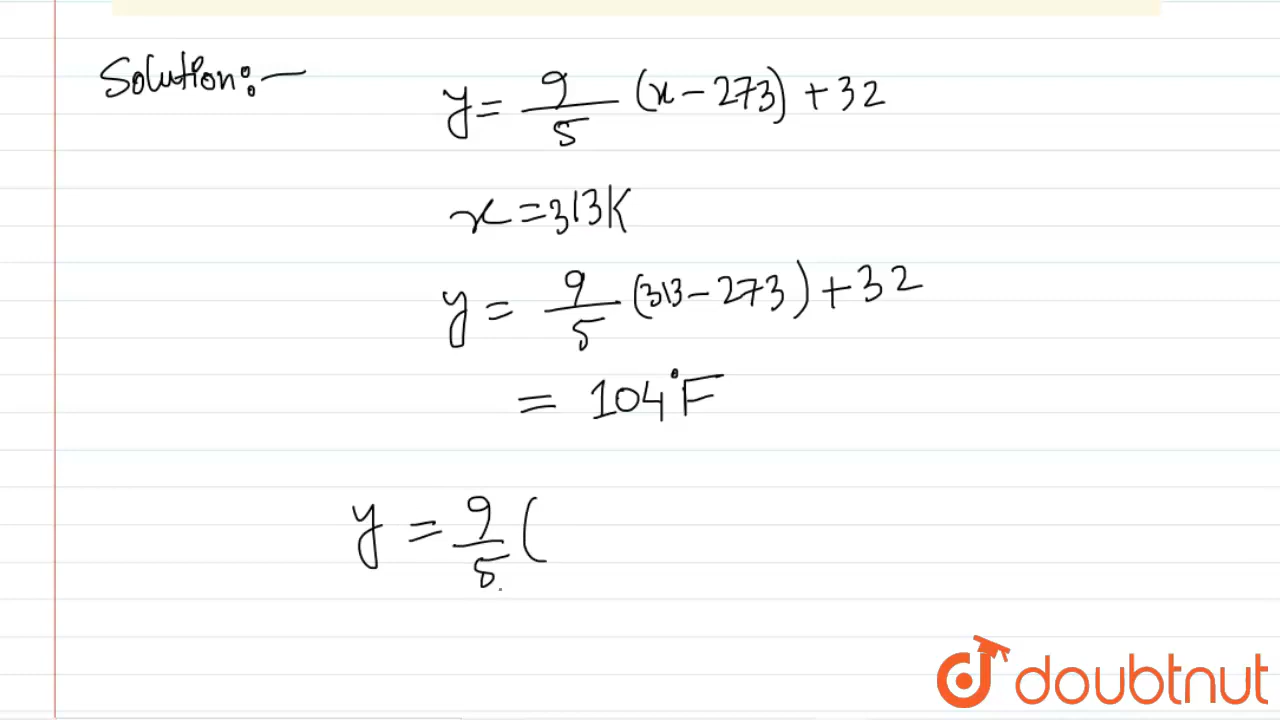 Solution:-
y = 9/5 (x - 273) + 32
x = 313K
y = 9/5 (313 - 273) + 32
= 104°F
y = 9/5 (
doubtnut